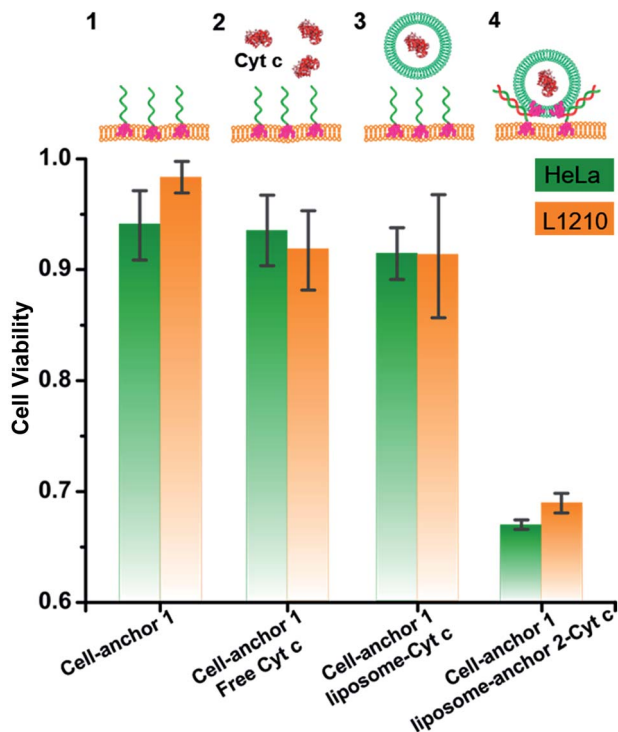 1 2 3 4
Cyt c
HeLa
L1210
Cell Viability
1.0
0.9
0.8
0.7
0.6
Cell-anchor 1
Cell-anchor 1
Free Cyt c
Cell-anchor 1
liposome-Cyt c
Cell-anchor 1
liposome-anchor 2-Cyt c